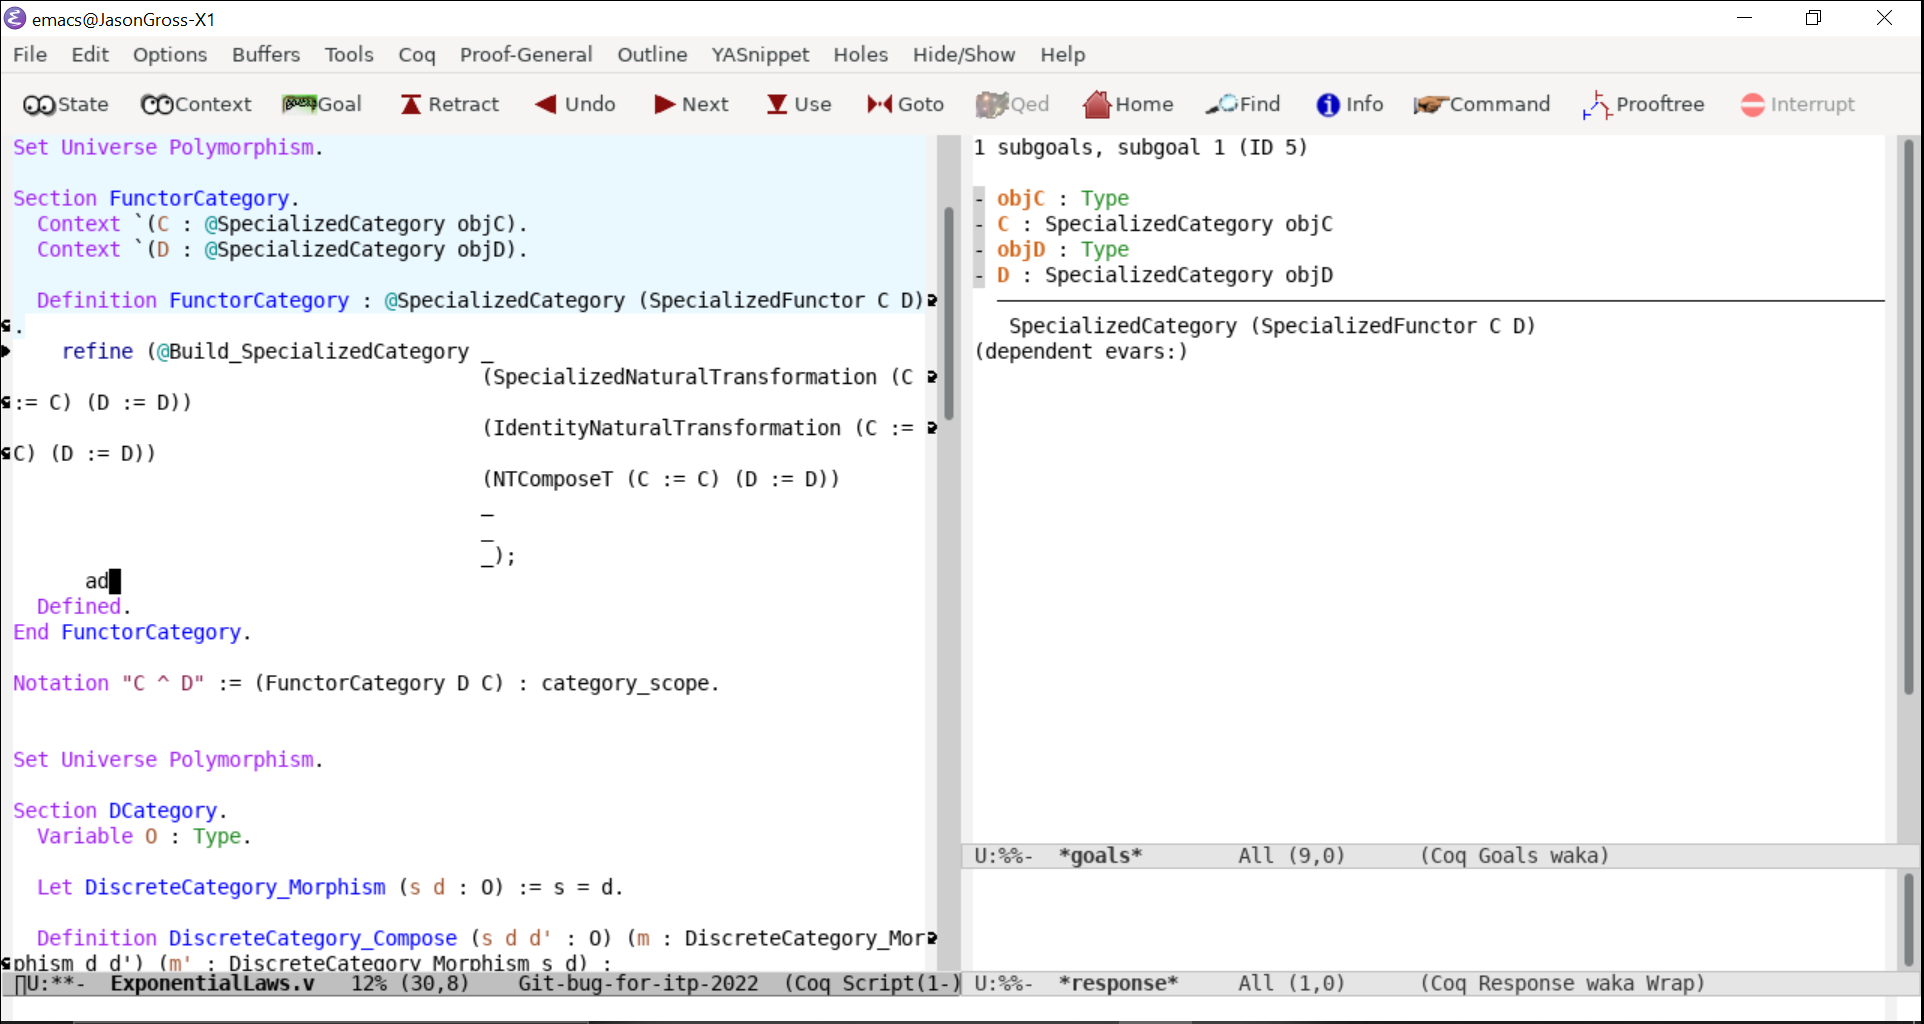 emacs@JasonGross-X1
File Edit Options Buffers Tools Coq Proof-General Outline YASnippet Holes Hide/Show Help
State Context Goal Retract Undo Next Use Goto Qed Home Find Info Command Prooftree Interrupt
Set Universe Polymorphism.
Section FunctorCategory.
Context `(C : @SpecializedCategory objC).
Context `(D : @SpecializedCategory objD).
Definition FunctorCategory : @SpecializedCategory (SpecializedFunctor C D)
.
refine (@Build_SpecializedCategory _
(SpecializedNaturalTransformation (C
:= C) (D := D))
(IdentityNaturalTransformation (C :=
C) (D := D))
(NTComposeT (C := C) (D := D))
_
_
_);
ad
Defined.
End FunctorCategory.
Notation "C ^ D" := (FunctorCategory D C) : category_scope.
Set Universe Polymorphism.
Section DCategory.
Variable O : Type.
Let DiscreteCategory_Morphism (s d : O) := s = d.
Definition DiscreteCategory_Compose (s d d' : O) (m : DiscreteCategory_Mor
phism d d') (m' : DiscreteCategory_Morphism s d) :
U:**- ExponentialLaws.v 12% (30,8) Git-bug-for-itp-2022 (Coq Script(1-)
1 subgoals, subgoal 1 (ID 5)
- objC : Type
- C : SpecializedCategory objC
- objD : Type
- D : SpecializedCategory objD
SpecializedCategory (SpecializedFunctor C D)
(dependent evars:)
U:%%- *goals* All (9,0) (Coq Goals waka)
U:%%- *response* All (1,0) (Coq Response waka Wrap)